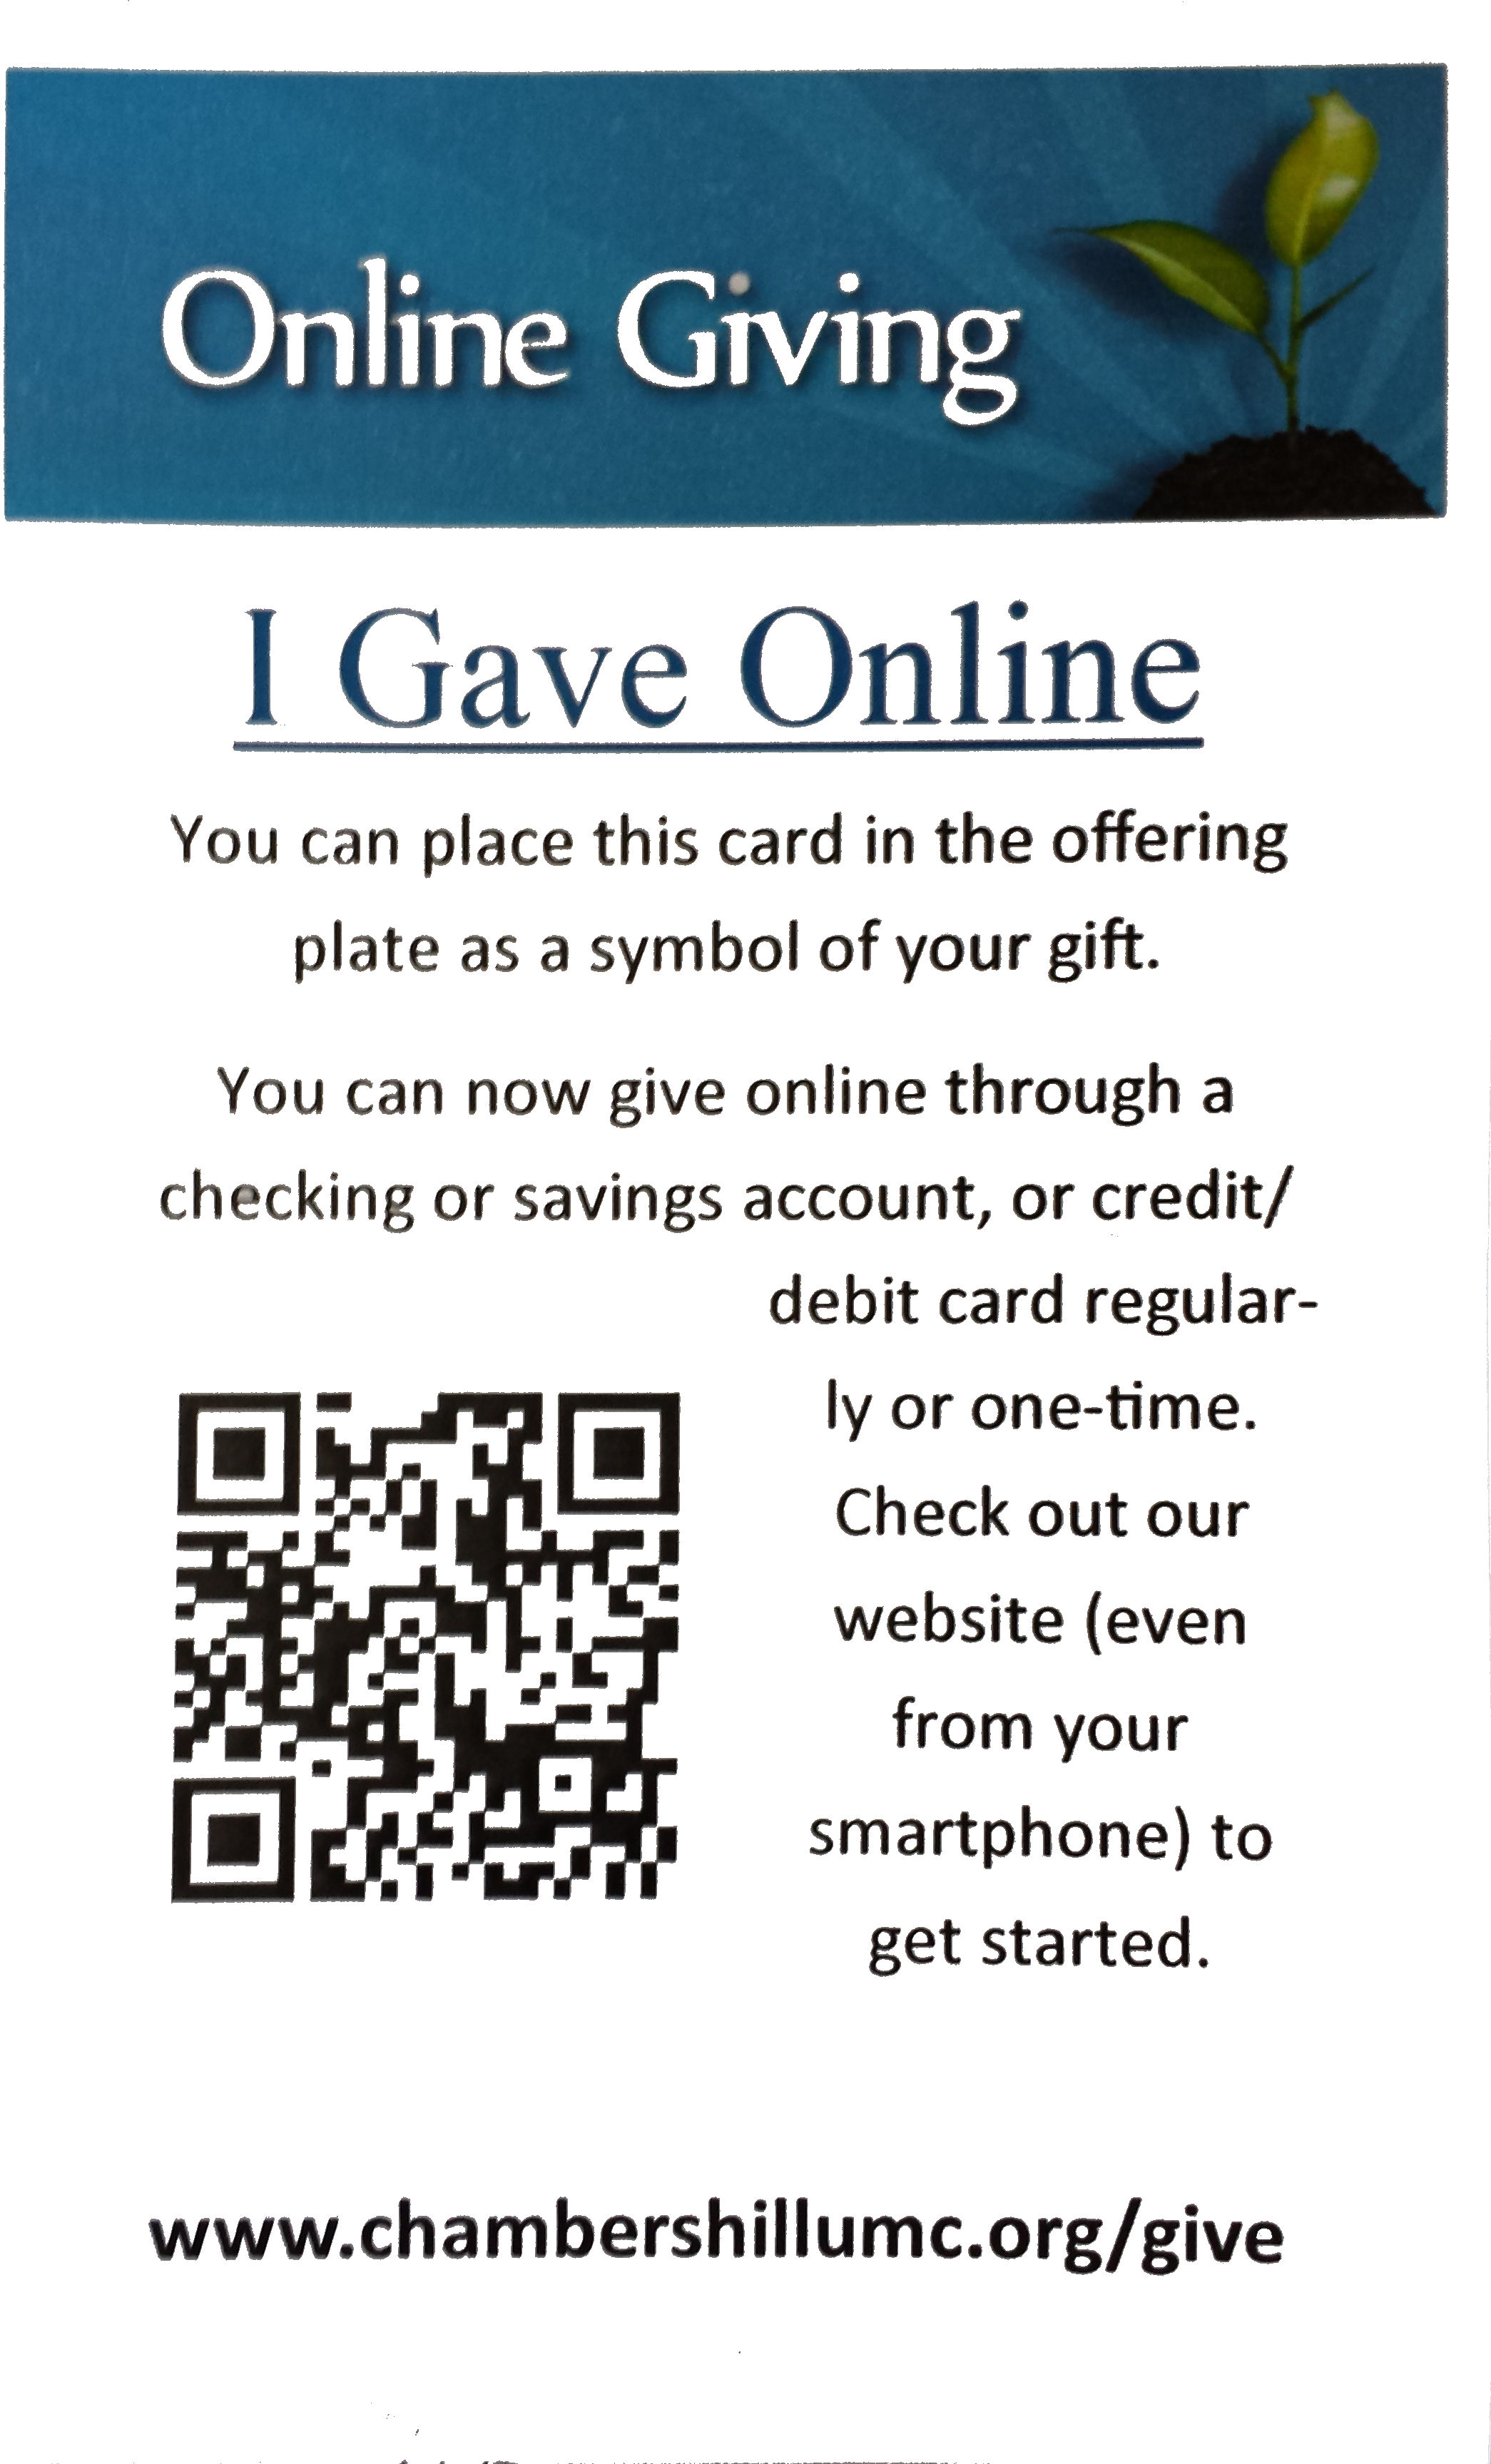 Online Giving
I Gave Online
You can place this card in the offering
plate as a symbol of your gift.
You can now give online through a
checking or savings account, or credit/
debit card regular-
ly or one-time.
Check out our
website (even
from your
smartphone) to
get started.
www.chambershillumc.org/give